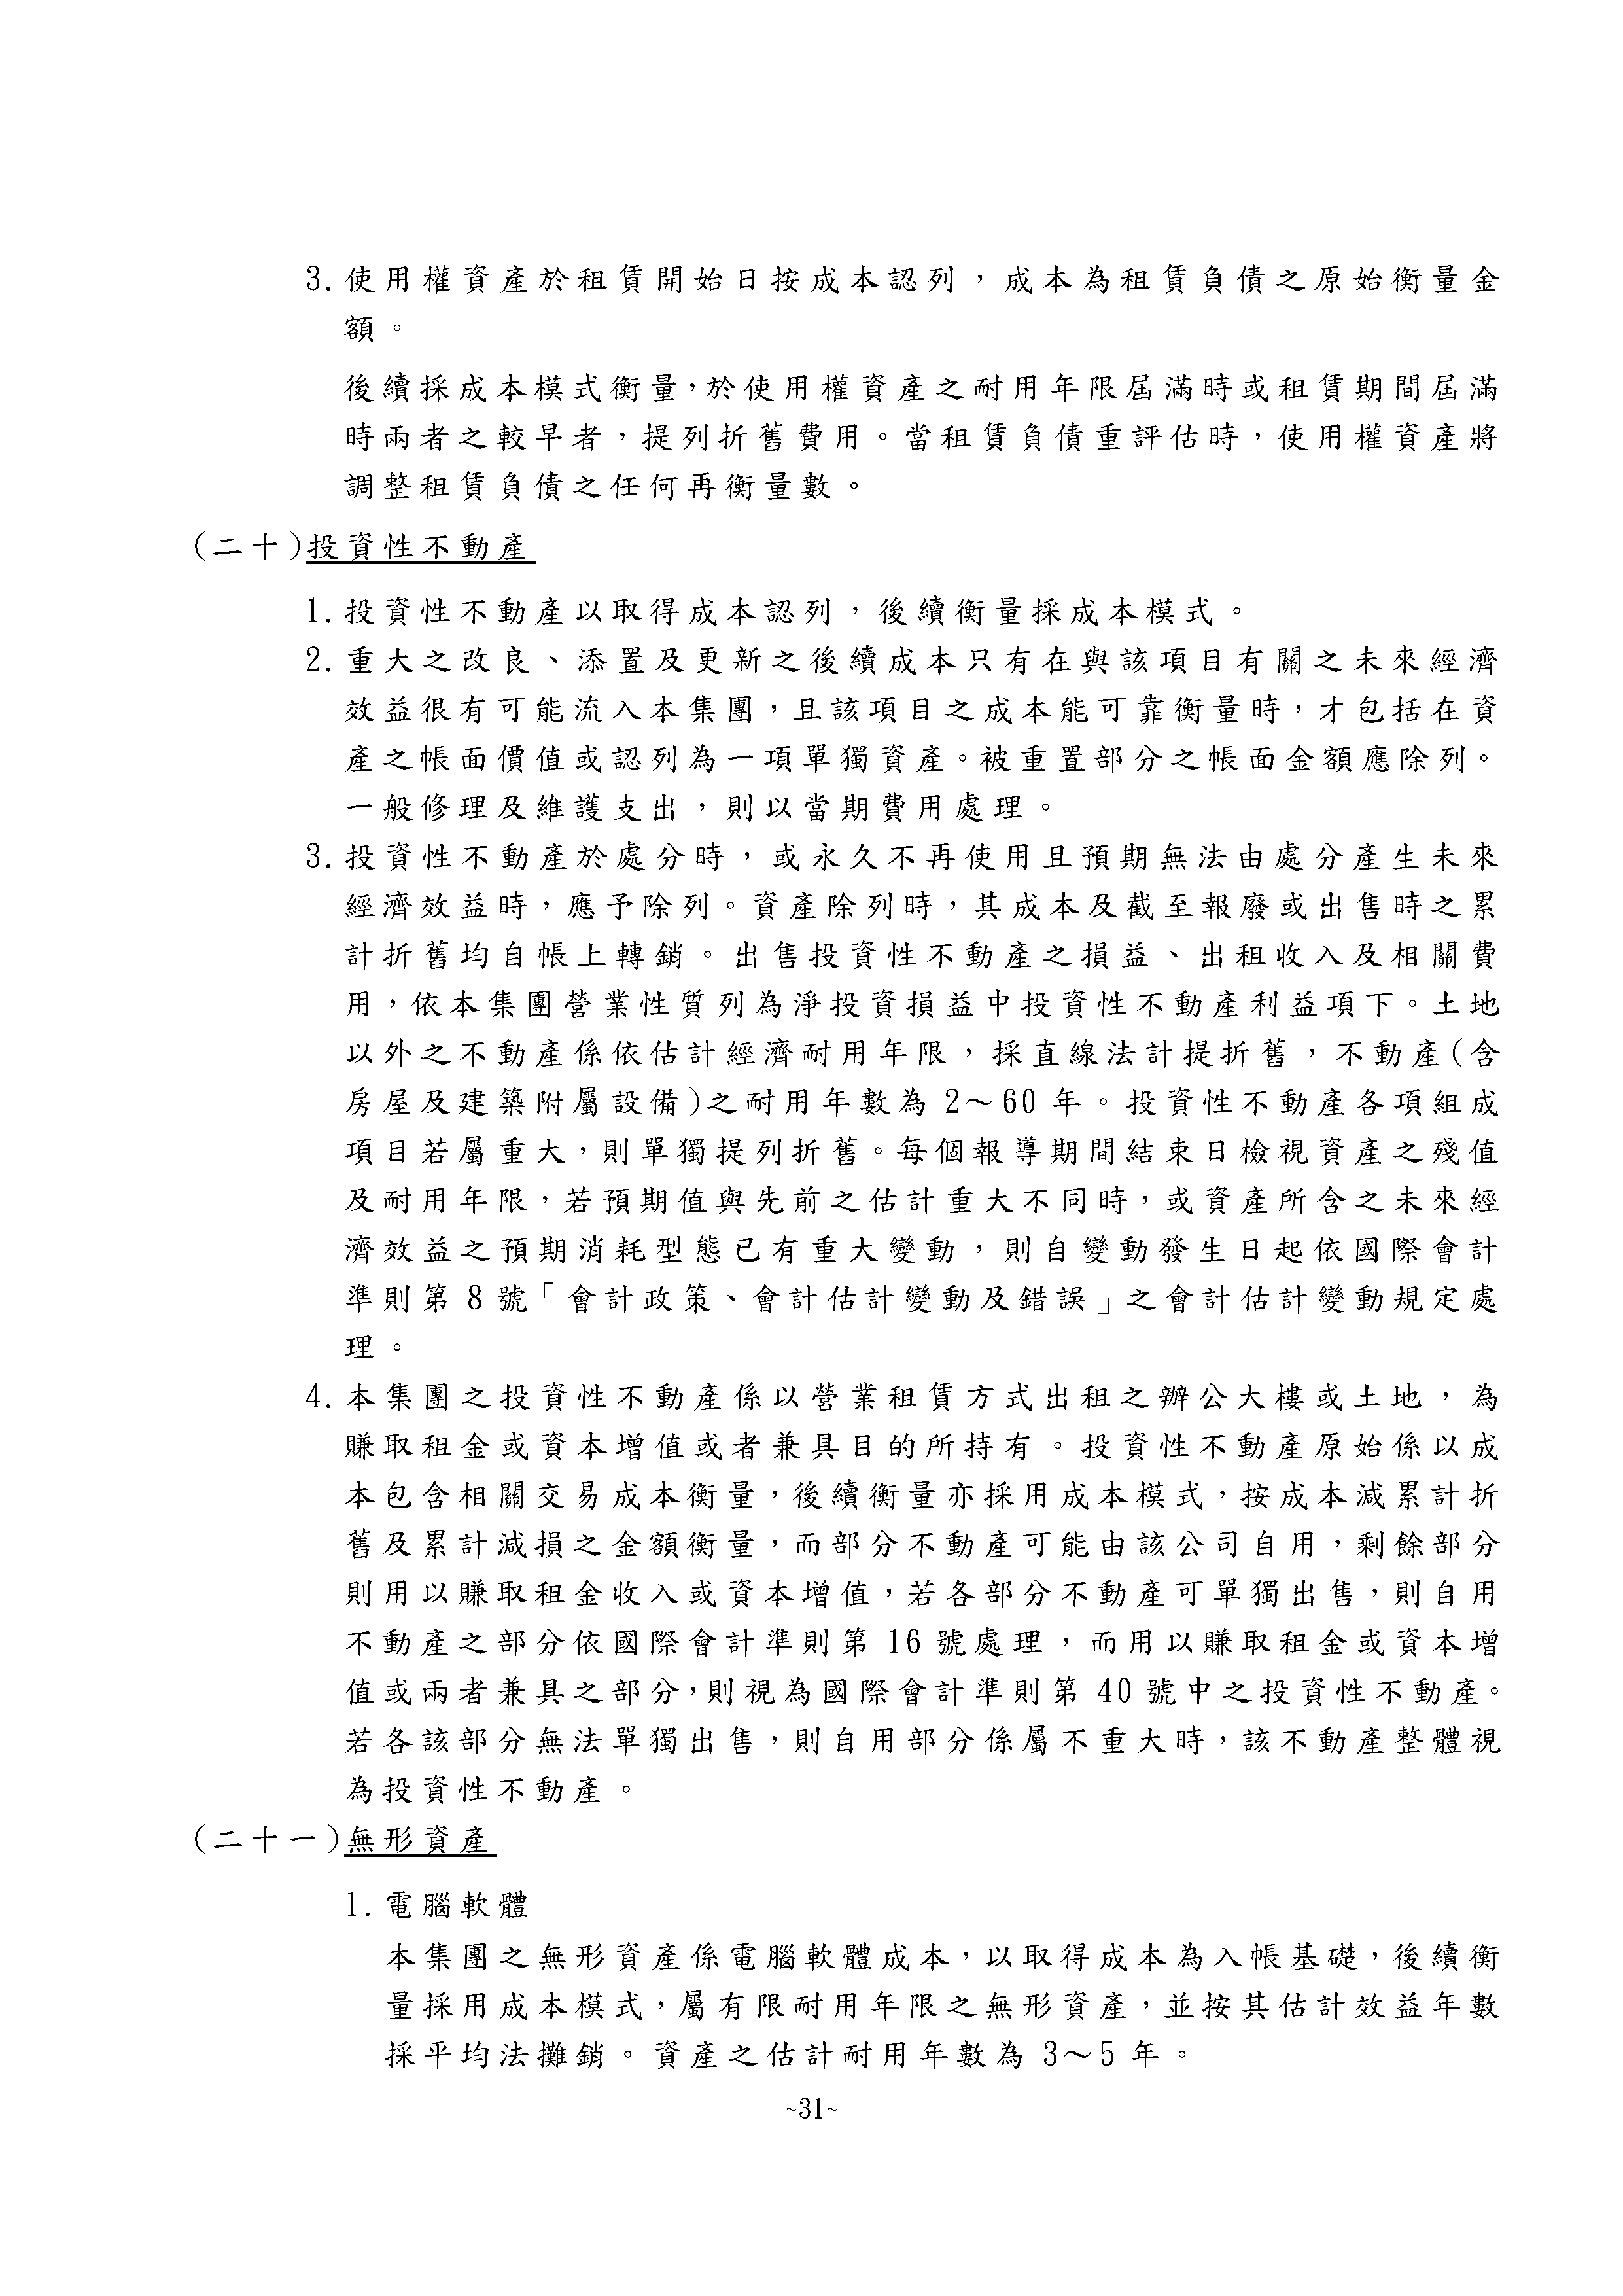 3.使用權資產於租賃開始日按成本認列，成本為租賃負債之原始衡量金
額。
後續採成本模式衡量，於使用權資產之耐用年限屆滿時或租賃期間屆滿
時兩者之較早者，提列折舊費用。當租賃負債重評估時，使用權資產將
調整租賃負債之任何再衡量數。
(二十)投資性不動產
1.投資性不動產以取得成本認列，後續衡量採成本模式。
2.重大之改良、添置及更新之後續成本只有在與該項目有關之未來經濟
效益很有可能流入本集團，且該項目之成本能可靠衡量時，才包括在資
產之帳面價值或認列為一項單獨資產。被重置部分之帳面金額應除列。
一般修理及維護支出，則以當期費用處理。
3.投資性不動產於處分時，或永久不再使用且預期無法由處分產生未來
經濟效益時，應予除列。資產除列時，其成本及截至報廢或出售時之累
計折舊均自帳上轉銷。出售投資性不動產之損益、出租收入及相關費
用，依本集團營業性質列為淨投資損益中投資性不動產利益項下。土地
以外之不動產係依估計經濟耐用年限，採直線法計提折舊，不動產(含
房屋及建築附屬設備)之耐用年數為 2～60 年。投資性不動產各項組成
項目若屬重大，則單獨提列折舊。每個報導期間結束日檢視資產之殘值
及耐用年限，若預期值與先前之估計重大不同時，或資產所含之未來經
濟效益之預期消耗型態已有重大變動，則自變動發生日起依國際會計
準則第 8 號「會計政策、會計估計變動及錯誤」之會計估計變動規定處
理。
4.本集團之投資性不動產係以營業租賃方式出租之辦公大樓或土地，為
賺取租金或資本增值或者兼具目的所持有。投資性不動產原始係以成
本包含相關交易成本衡量，後續衡量亦採用成本模式，按成本減累計折
舊及累計減損之金額衡量，而部分不動產可能由該公司自用，剩餘部分
則用以賺取租金收入或資本增值，若各部分不動產可單獨出售，則自用
不動產之部分依國際會計準則第 16 號處理，而用以賺取租金或資本增
值或兩者兼具之部分，則視為國際會計準則第 40 號中之投資性不動產。
若各該部分無法單獨出售，則自用部分係屬不重大時，該不動產整體視
為投資性不動產。
(二十一)無形資產
1.電腦軟體
本集團之無形資產係電腦軟體成本，以取得成本為入帳基礎，後續衡
量採用成本模式，屬有限耐用年限之無形資產，並按其估計效益年數
採平均法攤銷。資產之估計耐用年數為 3～5 年。
~31~